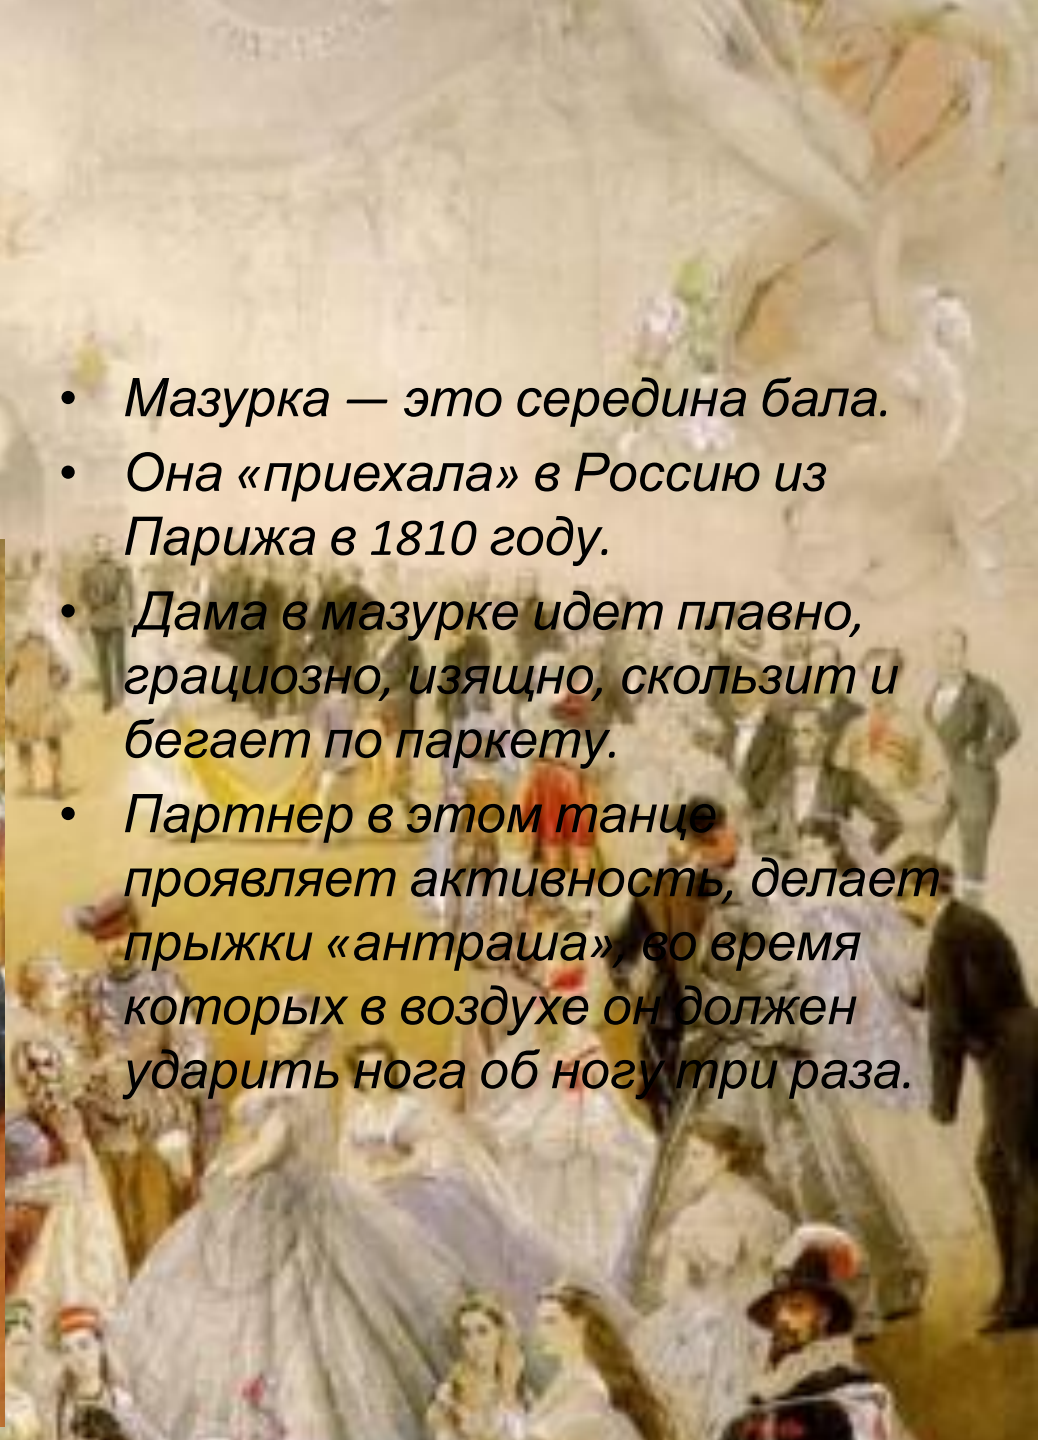 • Мазурка — это середина бала.
• Она «приехала» в Россию из
Парижа в 1810 году.
• Дама в мазурке идет плавно,
грациозно, изящно, скользит и
бегает по паркету.
• Партнер в этом танце
проявляет активность, делает
прыжки «антраша», во время
которых в воздухе он должен
ударить нога об ногу три раза.